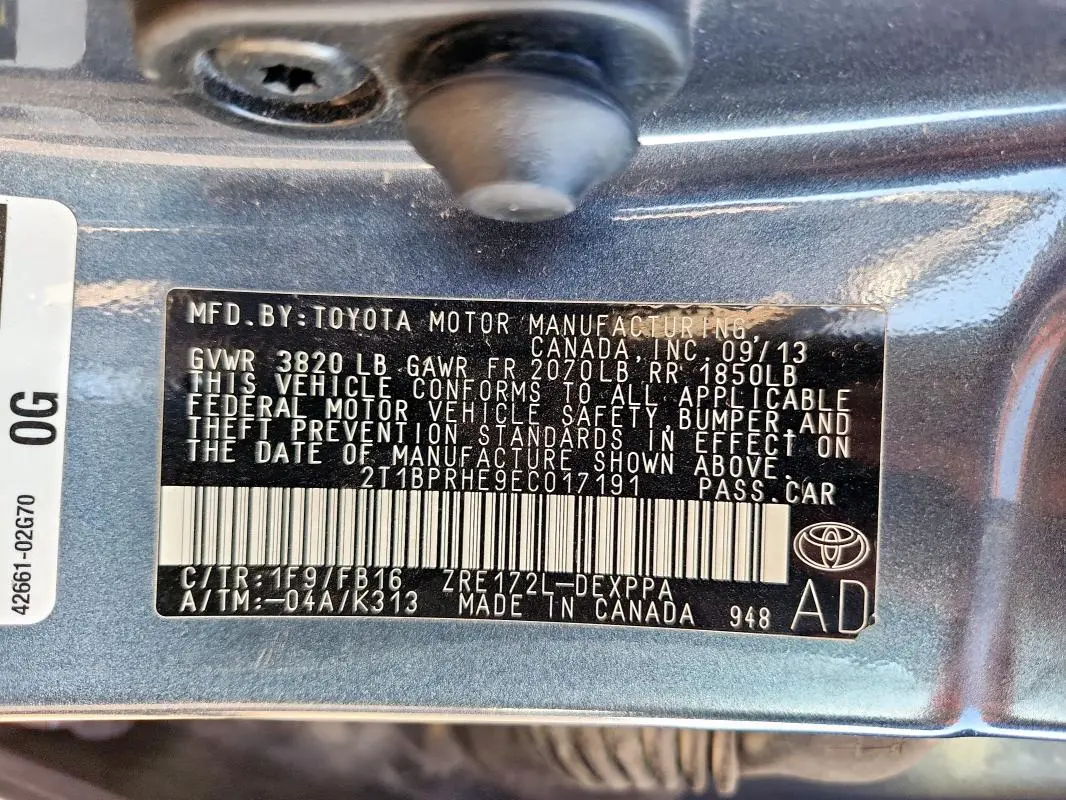 MFD.BY:TOYOTA MOTOR MANUFACTURING,
CANADA,INC. 09/13
GVWR 3820 LB GAWR FR 2070LB RR 1850LB
THIS VEHICLE CONFORMS TO ALL APPLICABLE
FEDERAL MOTOR VEHICLE SAFETY,BUMPER,AND
THEFT PREVENTION STANDARDS IN EFFECT ON
THE DATE OF MANUFACTURE SHOWN ABOVE.
2T1BPRHE9EC017191 PASS.CAR
C/TR:1F9/FB16 ZRE172L-DEXPPA
A/TM:-04A/K313 MADE IN CANADA 948 AD
42661-02G70 0G